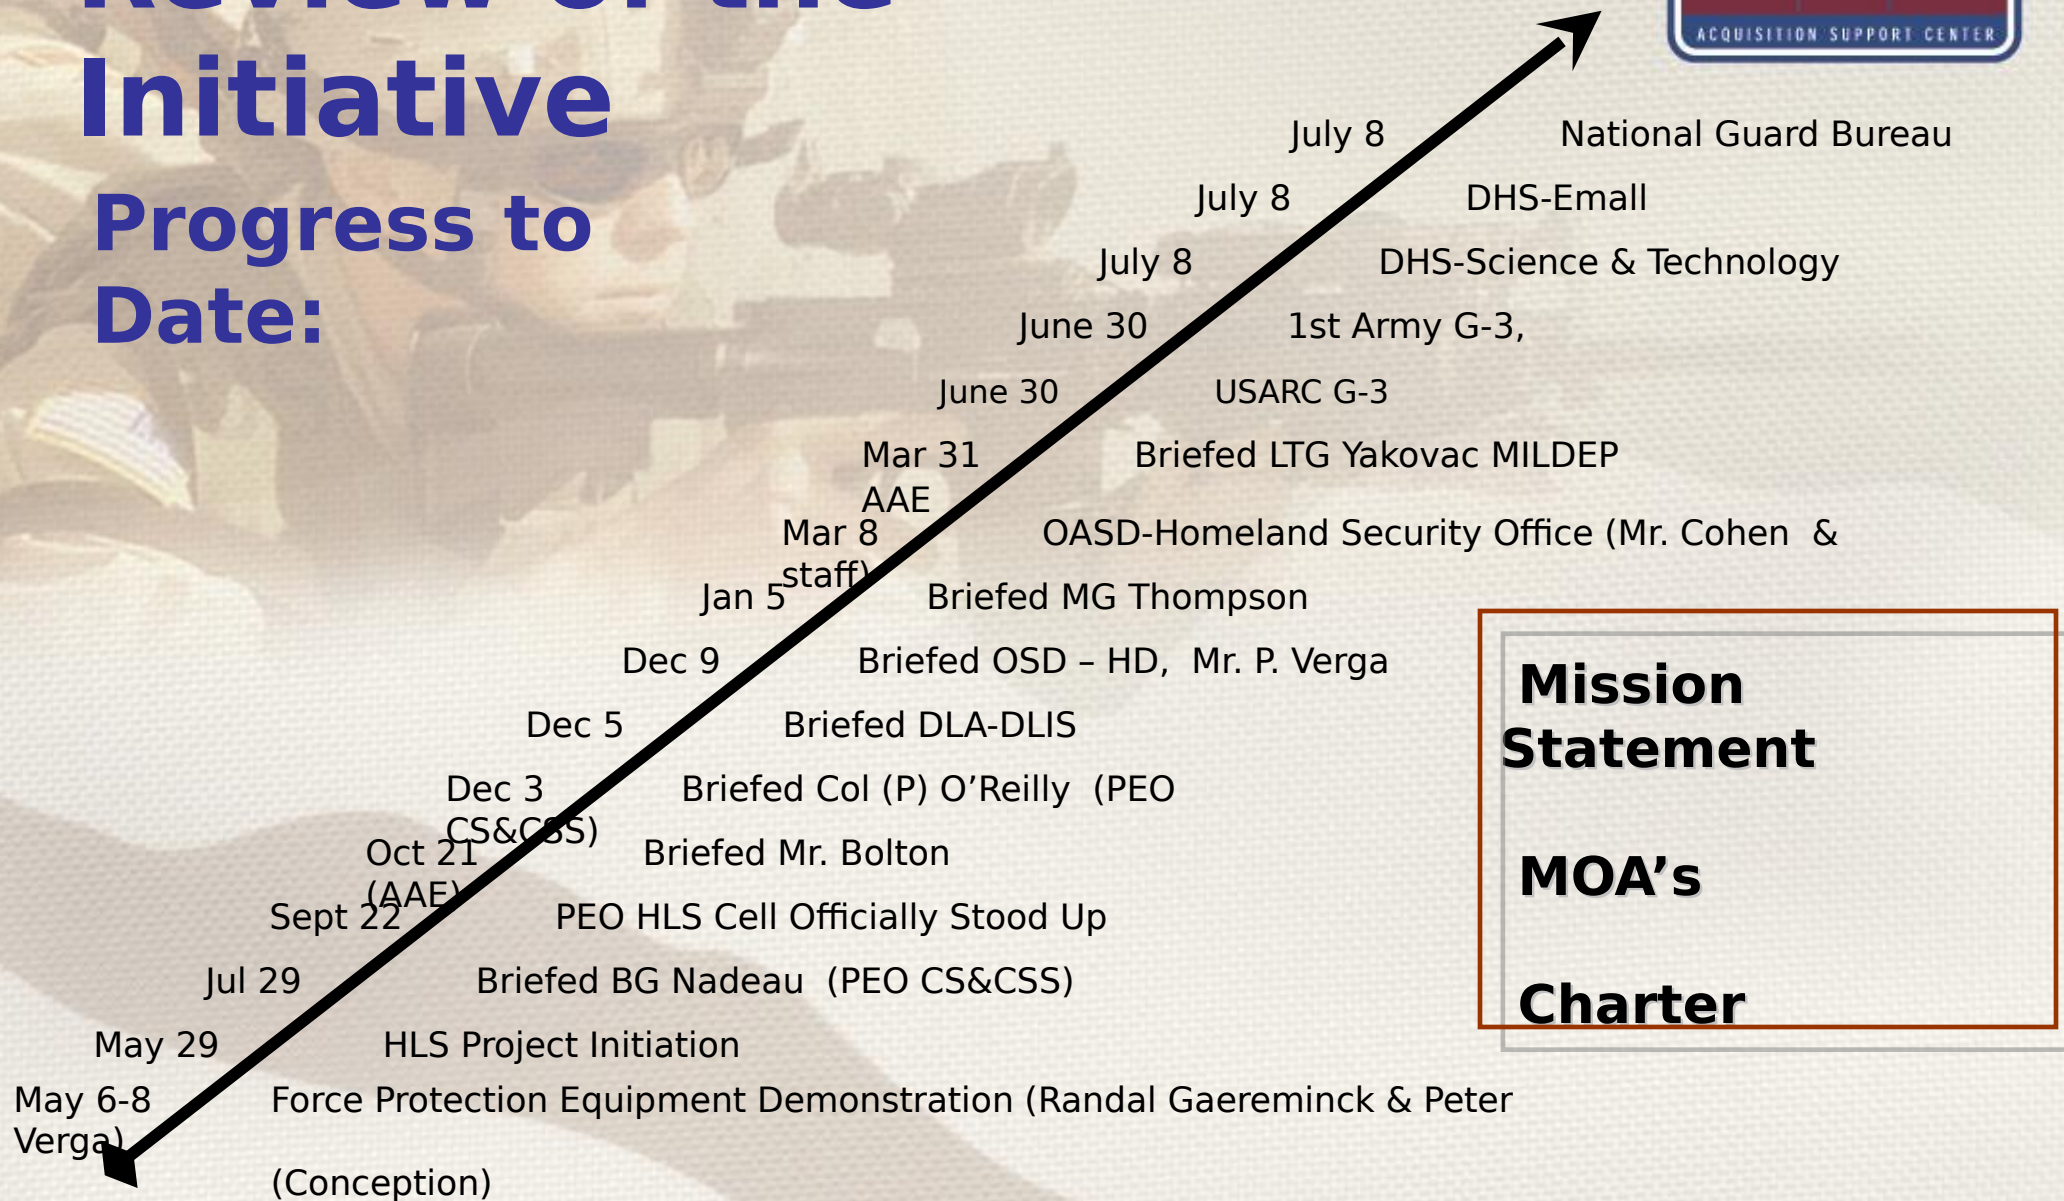 Review of the
Initiative
Progress to
Date:
ACQUISITION SUPPORT CENTER
July 8 National Guard Bureau
July 8 DHS-Emall
July 8 DHS-Science & Technology
June 30 1st Army G-3,
June 30 USARC G-3
Mar 31 Briefed LTG Yakovac MILDEP
AAE
Mar 8 OASD-Homeland Security Office (Mr. Cohen &
staff)
Jan 5 Briefed MG Thompson
Dec 9 Briefed OSD – HD, Mr. P. Verga
Dec 5 Briefed DLA-DLIS
Dec 3 Briefed Col (P) O’Reilly (PEO
CS&CSS)
Oct 21 Briefed Mr. Bolton
(AAE)
Sept 22 PEO HLS Cell Officially Stood Up
Jul 29 Briefed BG Nadeau (PEO CS&CSS)
May 29 HLS Project Initiation
May 6-8 Force Protection Equipment Demonstration (Randal Gaereminck & Peter
Verga)
(Conception)
Mission
Statement
MOA’s
Charter